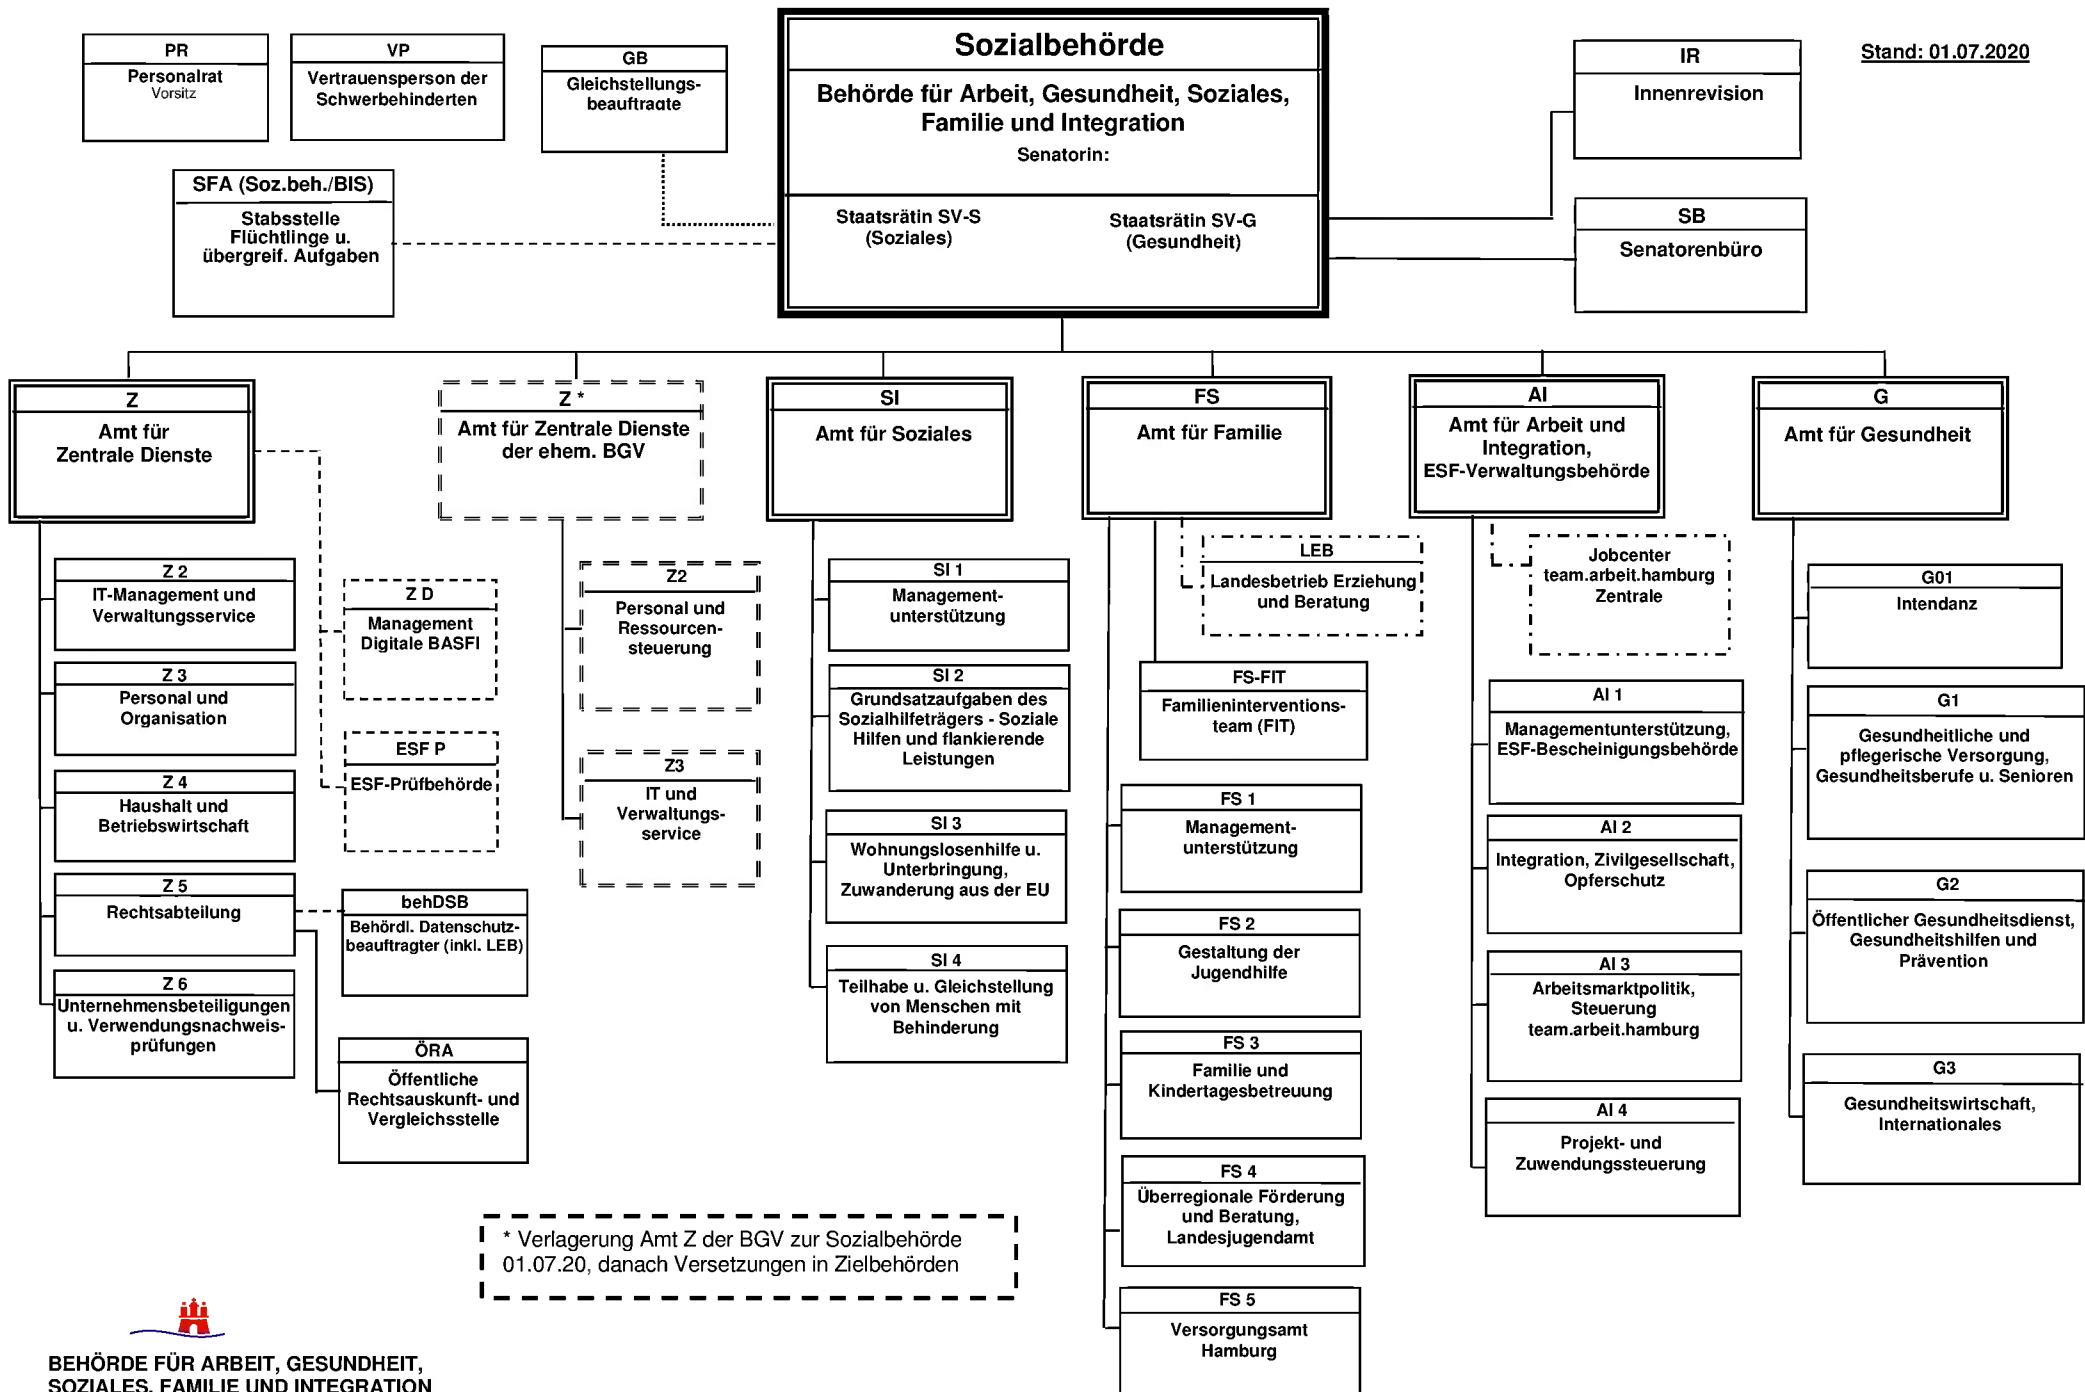 PR
Personalrat
Vorsitz
VP
Vertrauensperson der
Schwerbehinderten
GB
Gleichstellungs-
beauftragte
SFA (Soz.beh./BIS)
Stabsstelle
Flüchtlinge u.
übergreif. Aufgaben
Sozialbehörde
Behörde für Arbeit, Gesundheit, Soziales,
Familie und Integration
Senatorin:
Staatsrätin SV-S
(Soziales)
Staatsrätin SV-G
(Gesundheit)
IR
Innenrevision
SB
Senatorenbüro
Stand: 01.07.2020
Z
Amt für
Zentrale Dienste
Z 2
IT-Management und
Verwaltungsservice
Z 3
Personal und
Organisation
Z 4
Haushalt und
Betriebswirtschaft
Z 5
Rechtsabteilung
Z 6
Unternehmensbeteiligungen
u. Verwendungsnachweis-
prüfungen
Z D
Management
Digitale BASFI
ESF P
ESF-Prüfbehörde
behDSB
Behördl. Datenschutz-
beauftragter (inkl. LEB)
ÖRA
Öffentliche
Rechtsauskunft- und
Vergleichsstelle
Z *
Amt für Zentrale Dienste
der ehem. BGV
Z2
Personal und
Ressourcen-
steuerung
Z3
IT und
Verwaltungs-
service
SI
Amt für Soziales
SI 1
Management-
unterstützung
SI 2
Grundsatzaufgaben des
Sozialhilfeträgers - Soziale
Hilfen und flankierende
Leistungen
SI 3
Wohnungslosenhilfe u.
Unterbringung,
Zuwanderung aus der EU
SI 4
Teilhabe u. Gleichstellung
von Menschen mit
Behinderung
FS
Amt für Familie
LEB
Landesbetrieb Erziehung
und Beratung
FS-FIT
Familieninterventions-
team (FIT)
FS 1
Management-
unterstützung
FS 2
Gestaltung der
Jugendhilfe
FS 3
Familie und
Kindertagesbetreuung
FS 4
Überregionale Förderung
und Beratung,
Landesjugendamt
FS 5
Versorgungsamt
Hamburg
AI
Amt für Arbeit und
Integration,
ESF-Verwaltungsbehörde
Jobcenter
team.arbeit.hamburg
Zentrale
AI 1
Managementunterstützung,
ESF-Bescheinigungsbehörde
AI 2
Integration, Zivilgesellschaft,
Opferschutz
AI 3
Arbeitsmarktpolitik,
Steuerung
team.arbeit.hamburg
AI 4
Projekt- und
Zuwendungssteuerung
G
Amt für Gesundheit
G01
Intendanz
G1
Gesundheitliche und
pflegerische Versorgung,
Gesundheitsberufe u. Senioren
G2
Öffentlicher Gesundheitsdienst,
Gesundheitshilfen und
Prävention
G3
Gesundheitswirtschaft,
Internationales
* Verlagerung Amt Z der BGV zur Sozialbehörde
01.07.20, danach Versetzungen in Zielbehörden
BEHÖRDE FÜR ARBEIT, GESUNDHEIT,
SOZIALES, FAMILIE UND INTEGRATION